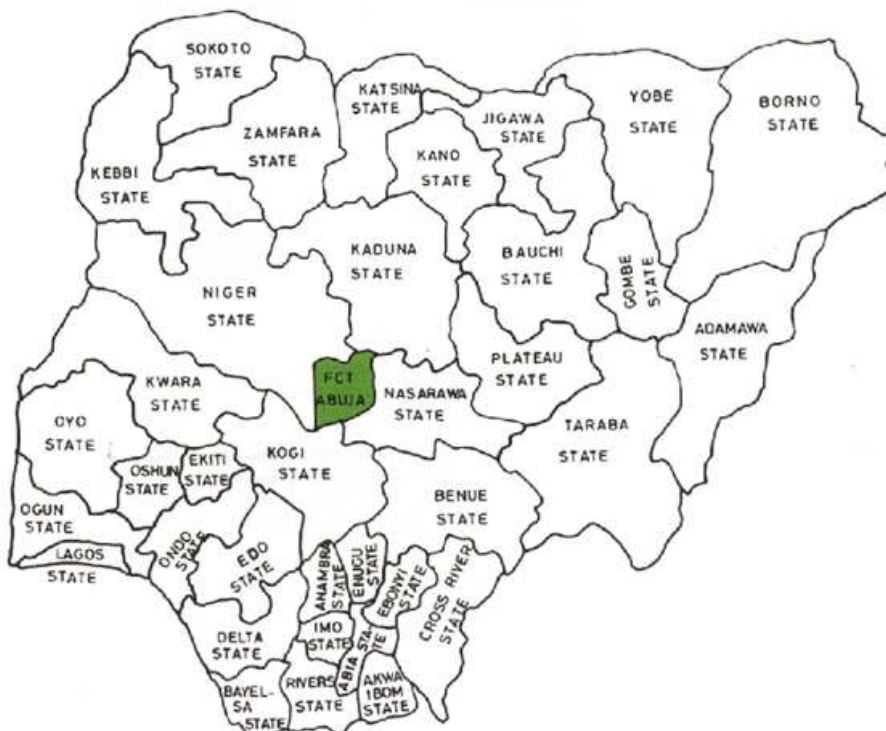 SOKOTO
STATE
KATSINA
STATE
YOBE
STATE
BORNO
STATE
JIGAWA
STATE
ZAMFARA
STATE
KANO
STATE
KEBBI
STATE
KADUNA
STATE
BAUCHI
STATE
GOMBE
STATE
NIGER
STATE
ADAMAWA
STATE
PLATEAU
STATE
FCT
ABUJA
NASARAWA
STATE
KWARA
STATE
OYO
STATE
TARABA
STATE
OSHUN
STATE
EKITI
STATE
KOGI
STATE
BENUE
STATE
OGUN
STATE
LAGOS
STATE
ONDO
STATE
EDO
STATE
ANAMBRA
STATE
ENUGU
STATE
EBONYI
STATE
CROSS RIVER
STATE
DELTA
STATE
IMO
STATE
ABIA STA-
TE
BAYEL-
SA
STATE
RIVERS
STATE
AKWA
IBOM
STATE